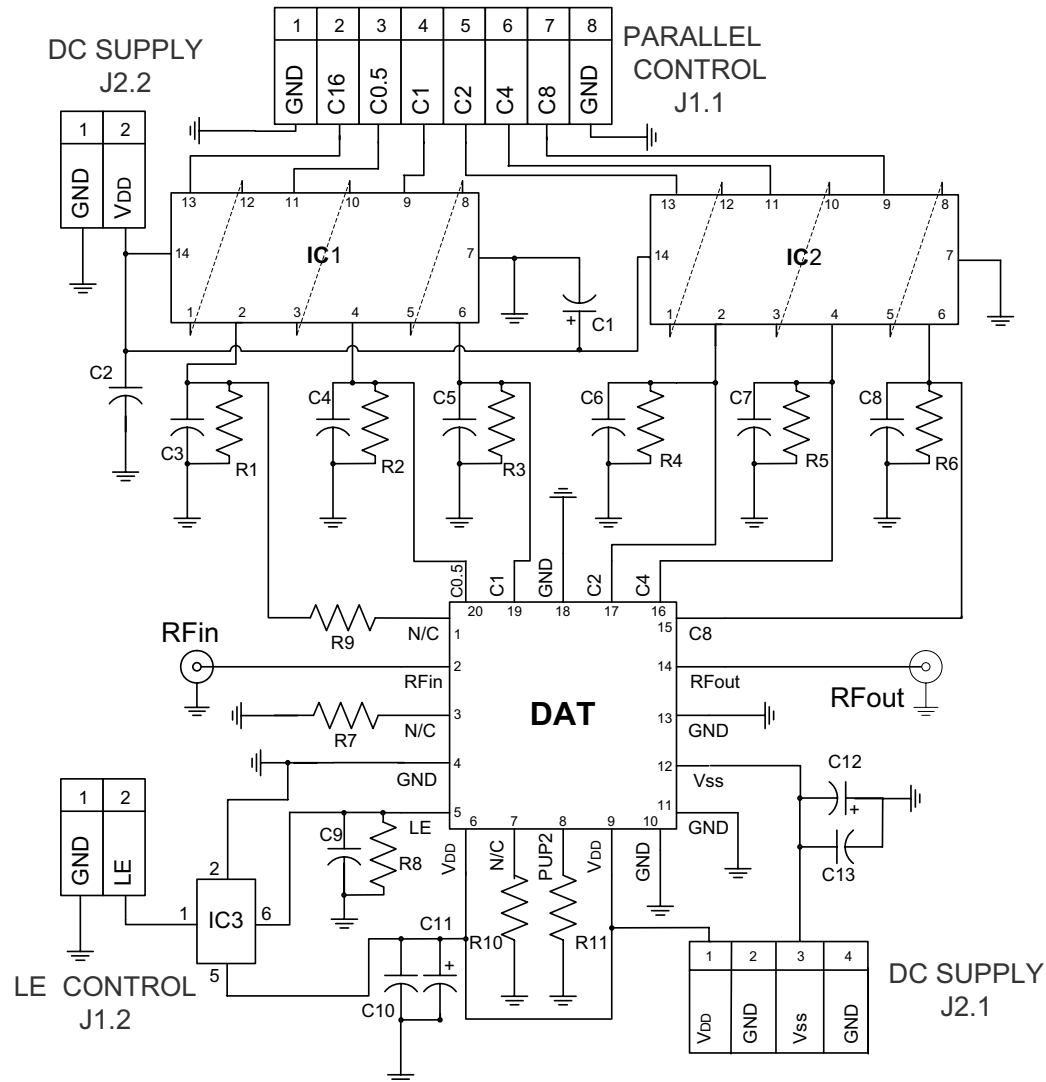 DC SUPPLY
J2.2
1 2
GND VDD
1 2 3 4 5 6 7 8
GND C16 C0.5 C1 C2 C4 C8 GND
PARALLEL
CONTROL
J1.1
13 12 11 10 9 8
14 IC1 7
1 2 3 4 5 6
C1
13 12 11 10 9 8
14 IC2 7
1 2 3 4 5 6
C2
C3 R1
C4 R2
C5 R3
C6 R4
C7 R5
C8 R6
C0.5 C1 GND C2 C4
20 19 18 17 16
R9 N/C 1
15 C8
RFin
2 RFin
14 RFout
RFout
R7 N/C 3
DAT
13 GND
4 GND
12 Vss
C12
5 LE
11 GND
C13
6 7 8 9 10
VDD N/C PUP2 VDD GND
C9 R8
1 2
GND LE
2
1 IC3 6
5
LE CONTROL
J1.2
C11
C10
R10 R11
1 2 3 4
VDD GND Vss GND
DC SUPPLY
J2.1